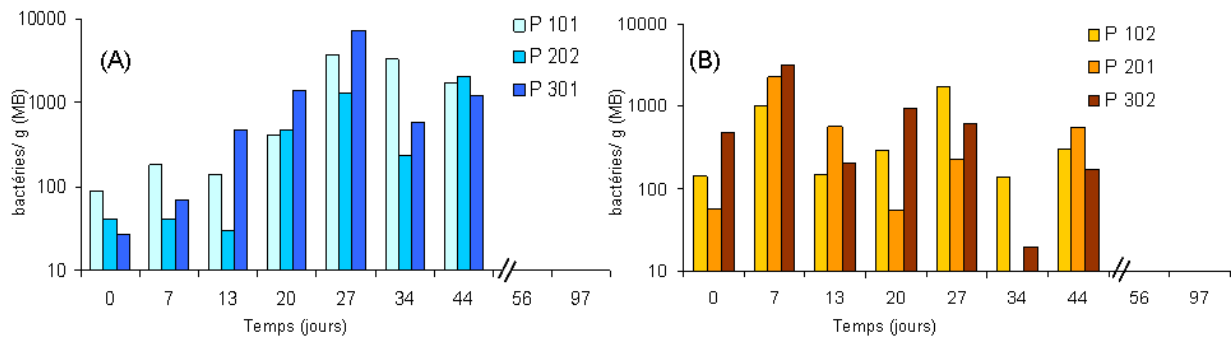 (A)
bactéries/ g (MB)
10000
1000
100
10
P 101
P 202
P 301
0 7 13 20 27 34 44 56 97
Temps (jours)
(B)
bactéries/ g (MB)
10000
1000
100
10
P 102
P 201
P 302
0 7 13 20 27 34 44 56 97
Temps (jours)